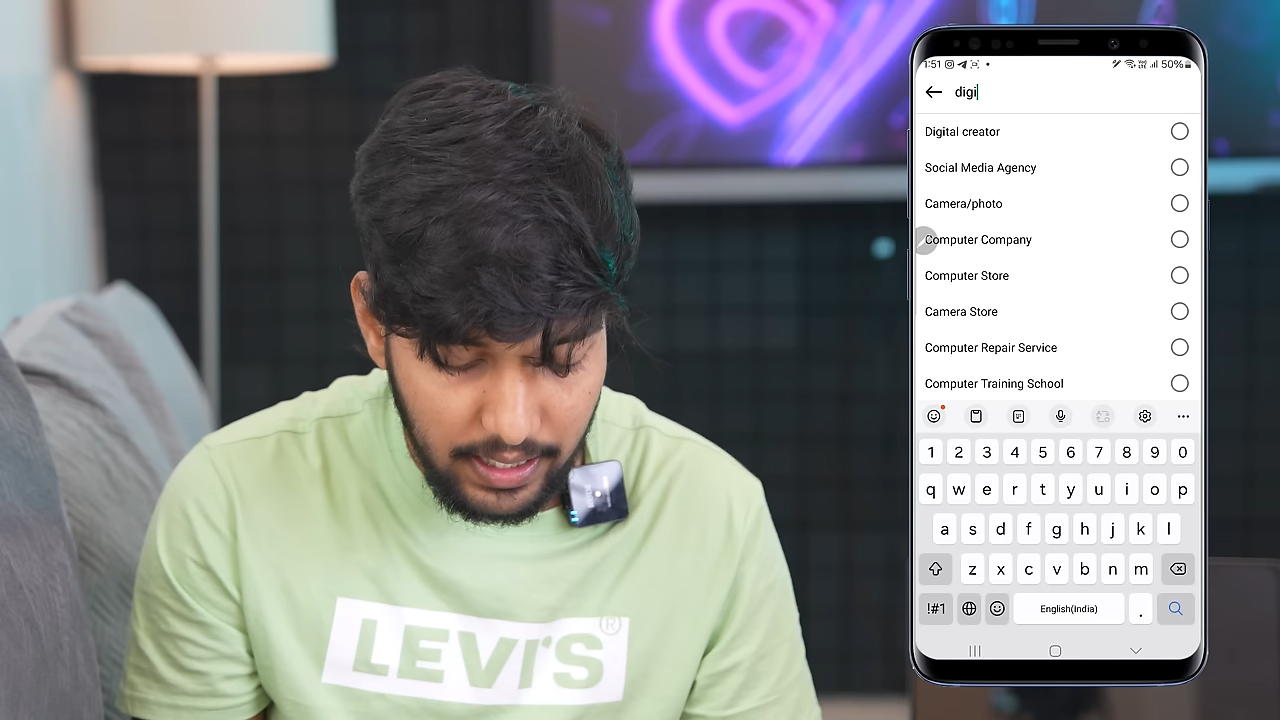 1:51
50%
digi
Digital creator
Social Media Agency
Camera/photo
Computer Company
Computer Store
Camera Store
Computer Repair Service
Computer Training School
1 2 3 4 5 6 7 8 9 0
q w e r t y u i o p
a s d f g h j k l
z x c v b n m
!#1 English(India) .
LEVI'S®